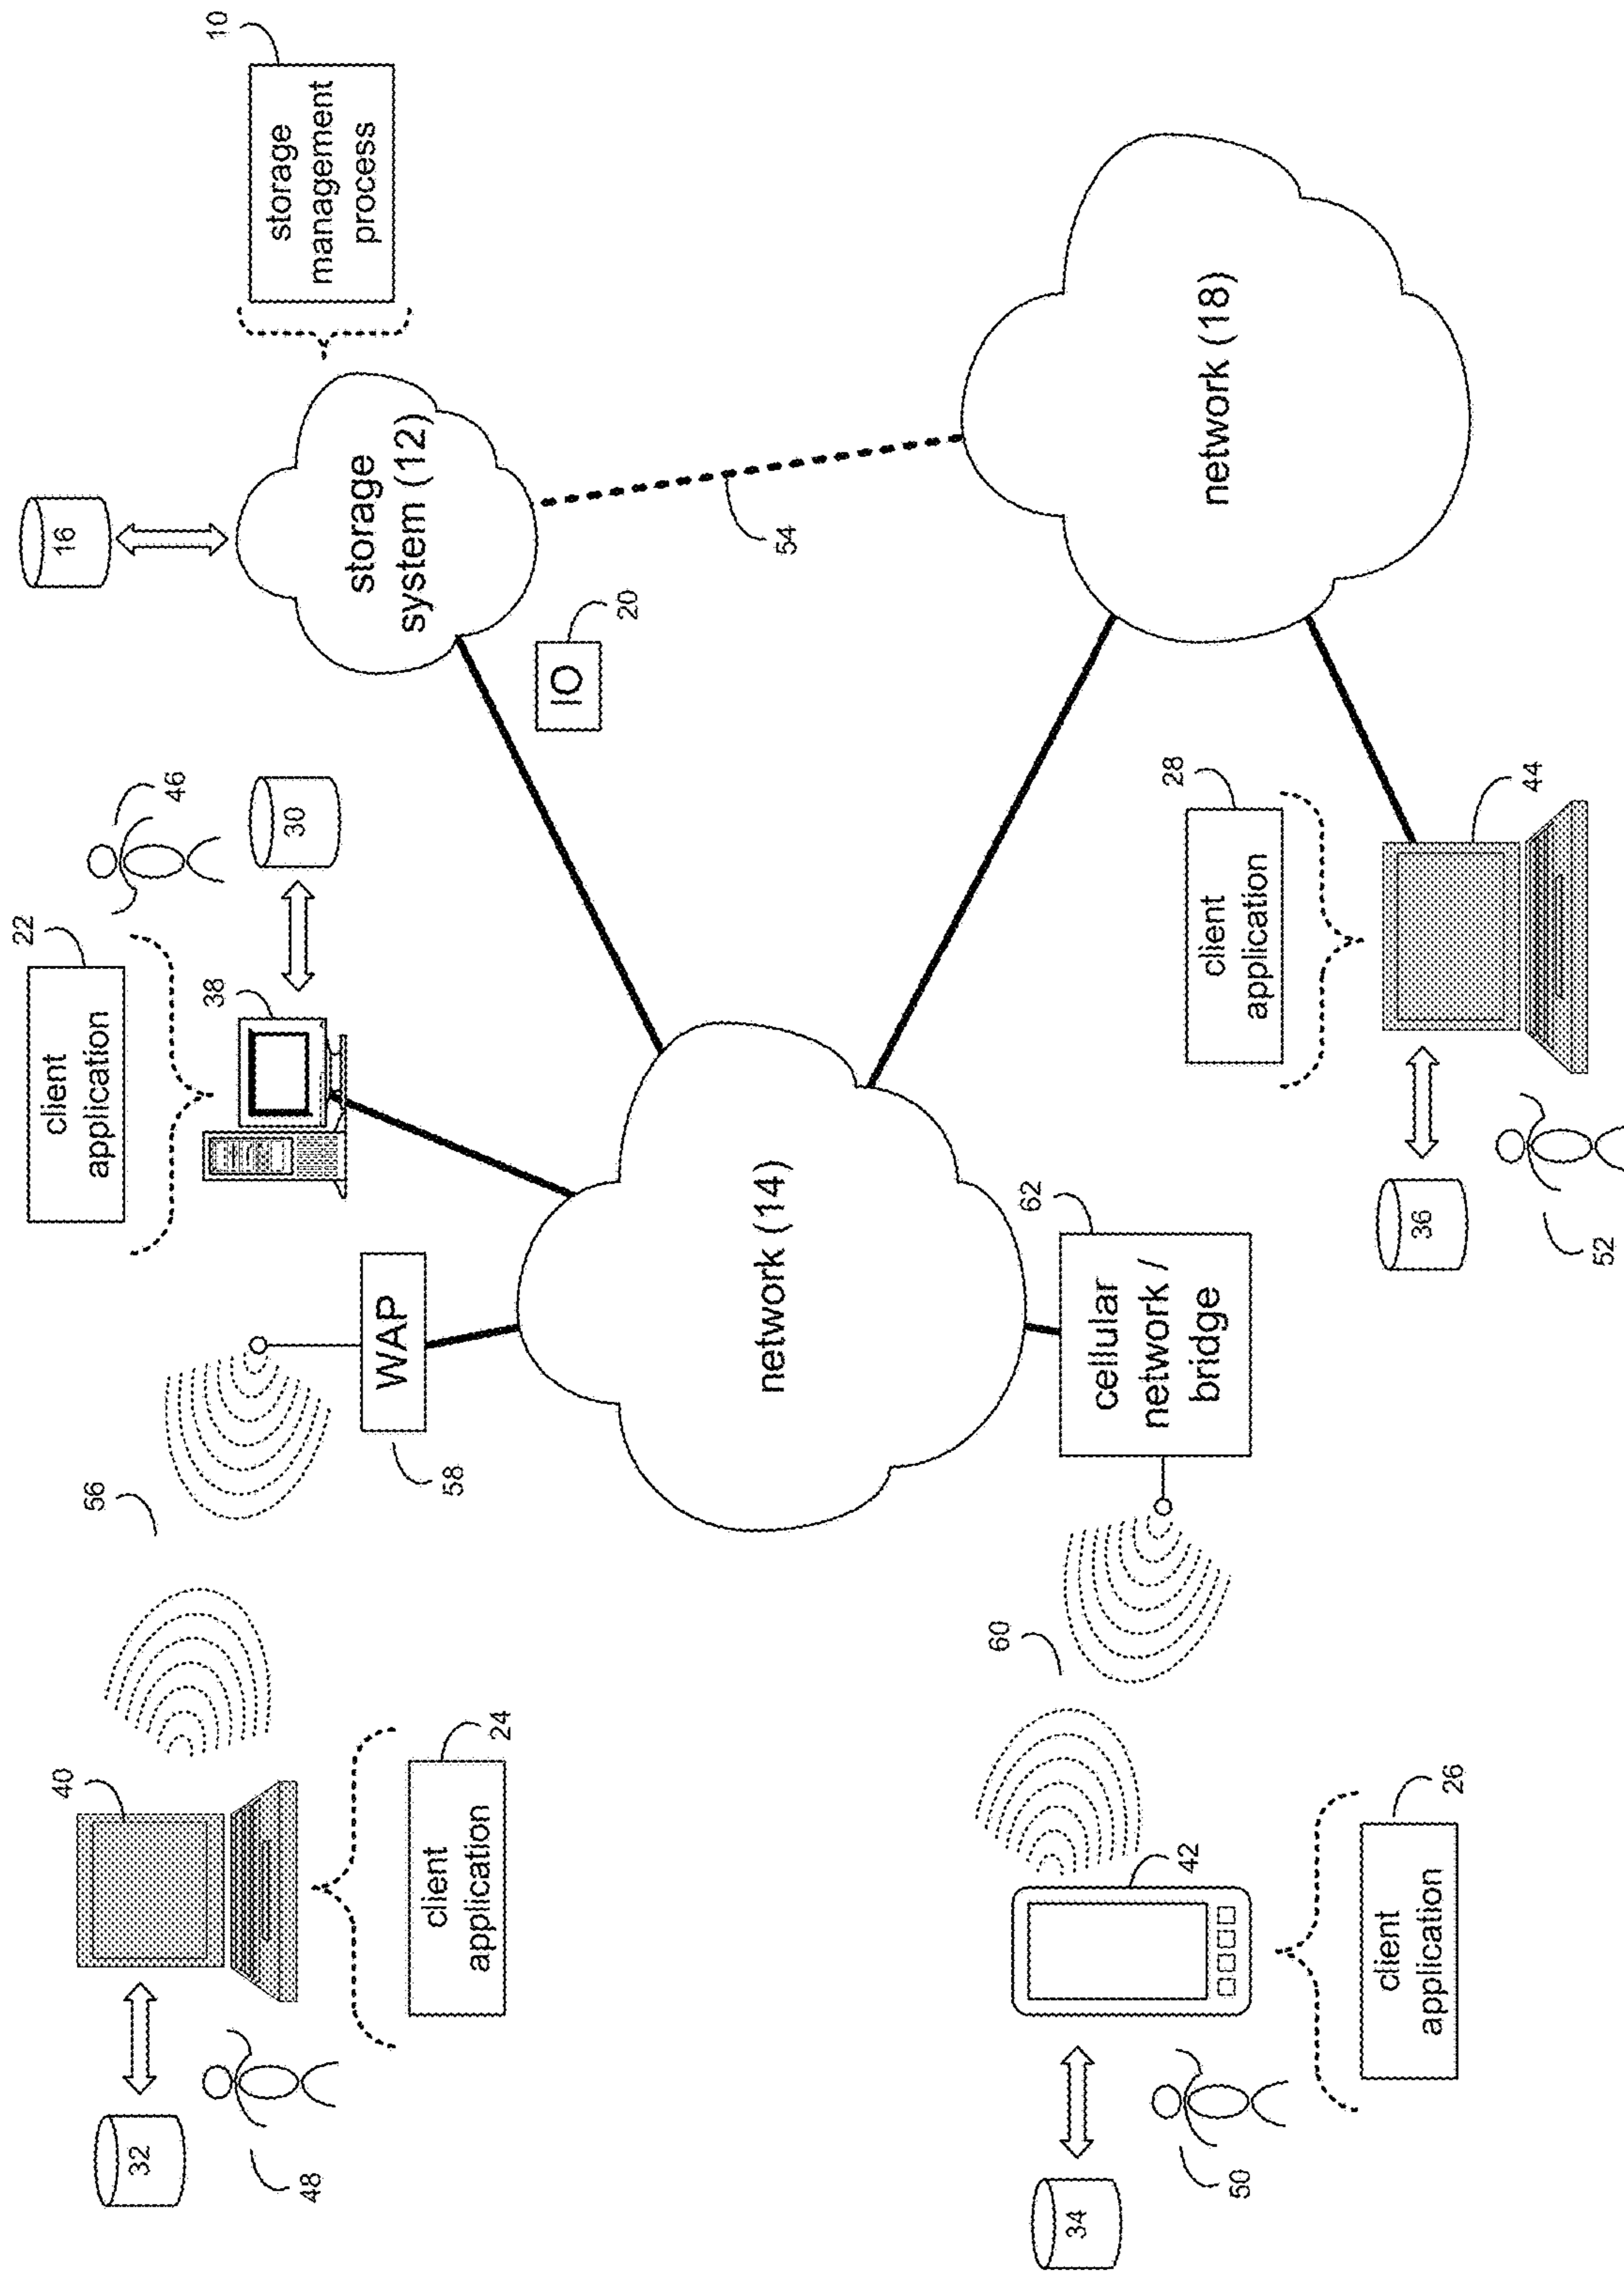 22
client
application
16
40
56
32
46
38
10
storage
management
process
30
48
storage
system (12)
WAP
58
24
client
application
IO
20
network (14)
54
60
62
cellular
network /
bridge
34
42
28
client
application
network (18)
50
26
client
application
36
44
52